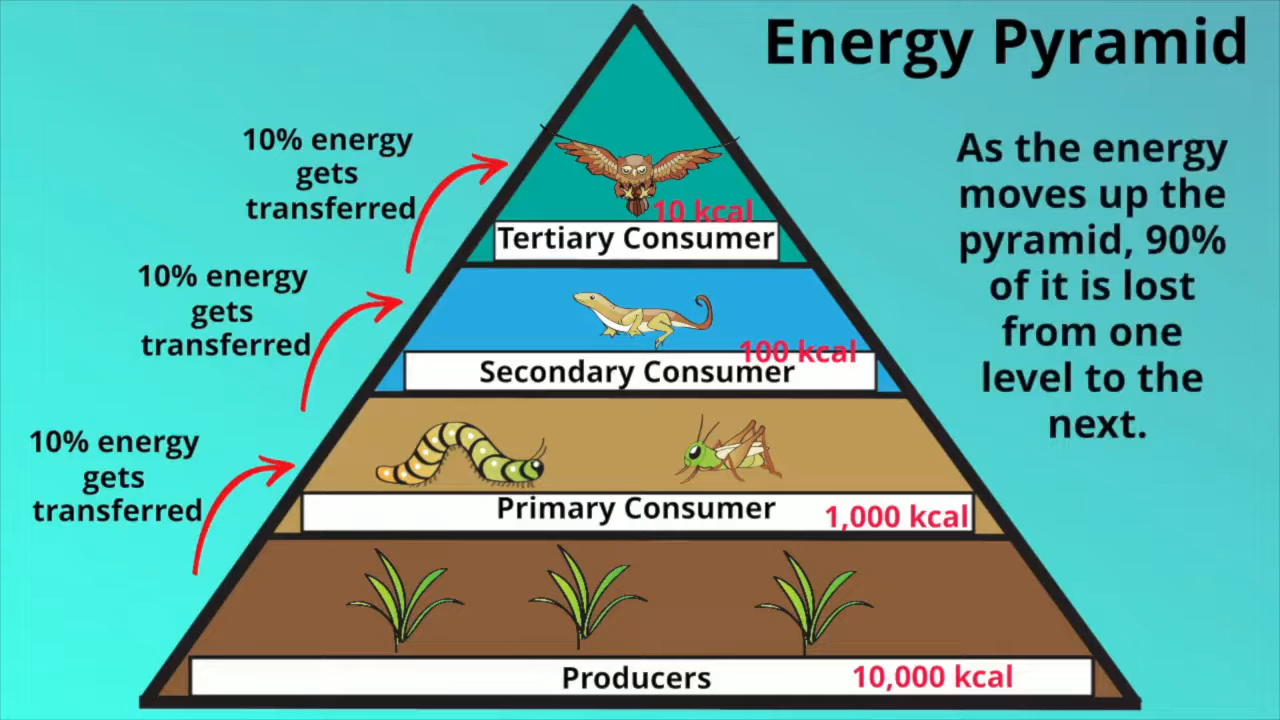 Energy Pyramid
As the energy
moves up the
pyramid, 90%
of it is lost
from one
level to the
next.
10% energy
gets
transferred
10 kcal
Tertiary Consumer
10% energy
gets
transferred
100 kcal
Secondary Consumer
10% energy
gets
transferred
Primary Consumer
1,000 kcal
Producers
10,000 kcal